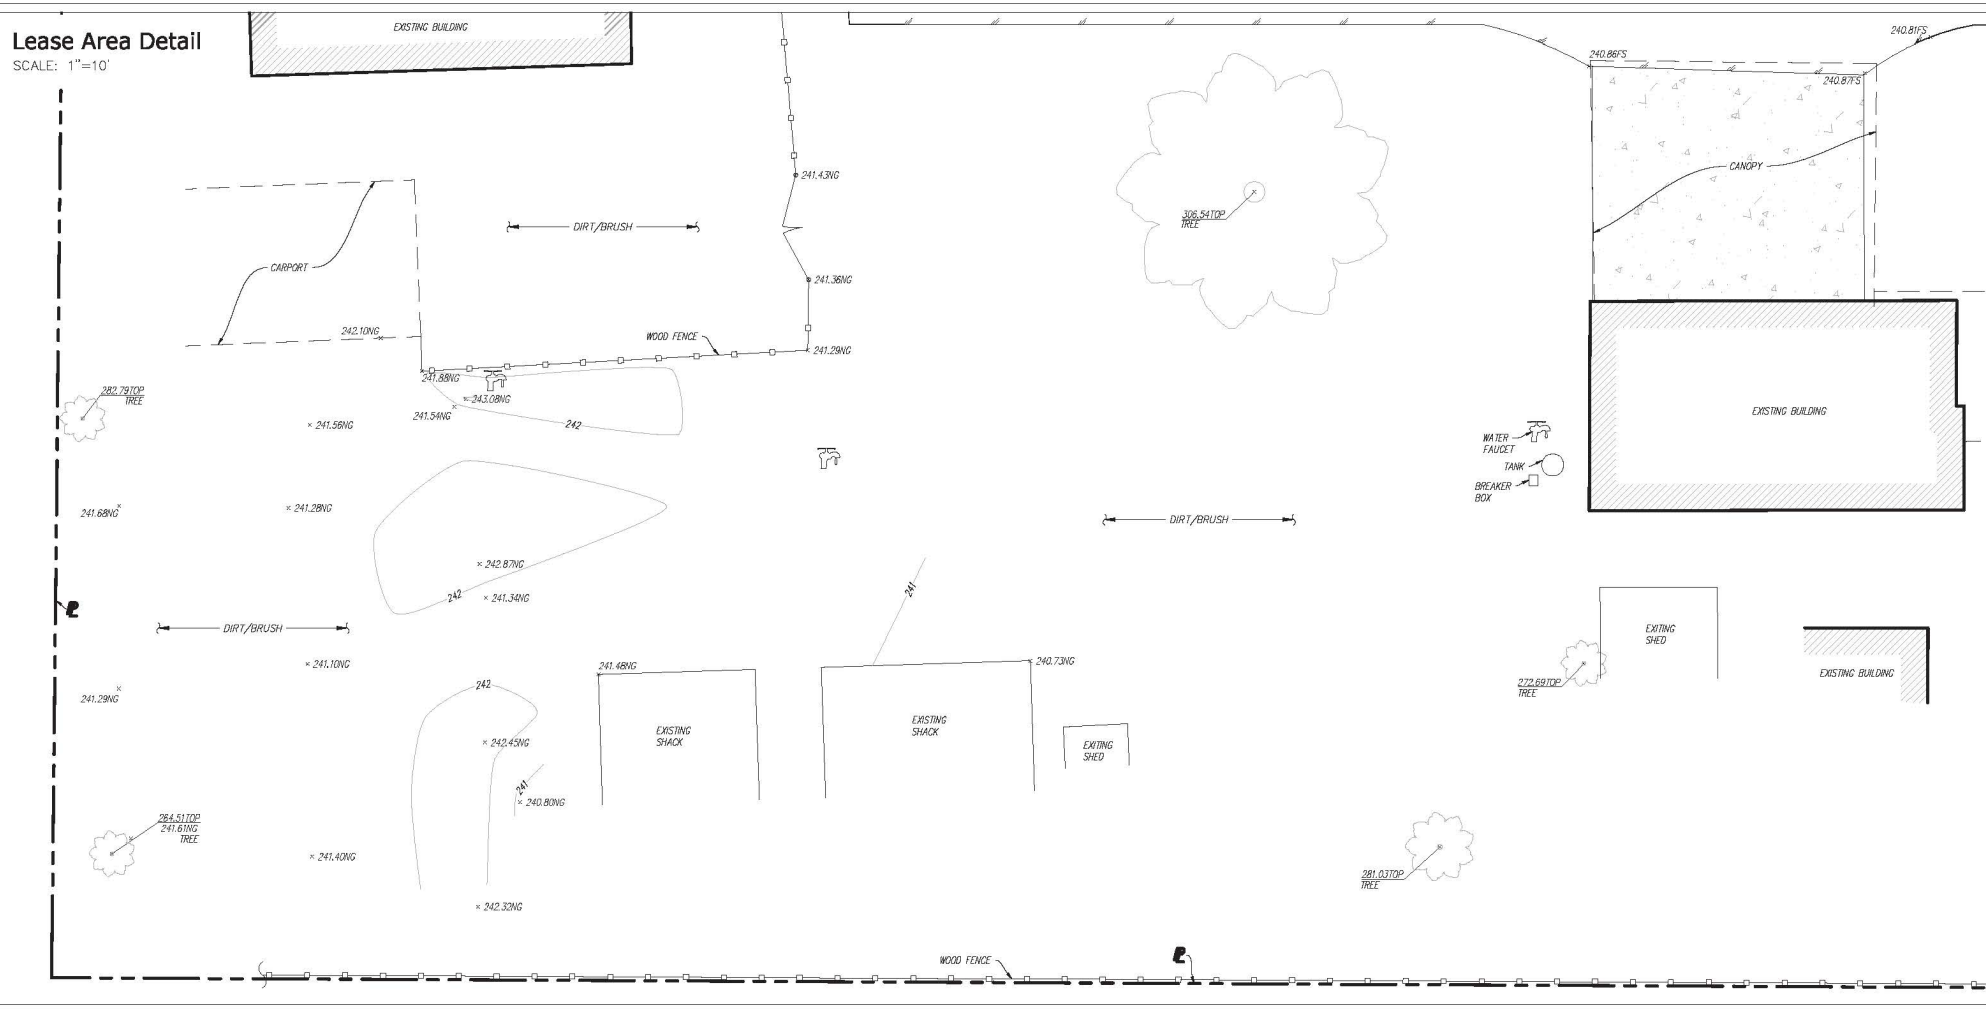 Lease Area Detail
SCALE: 1"=10'
EXISTING BUILDING
240.81FS
240.86FS
240.87FS
CANOPY
241.43NG
306.54TOP
TREE
DIRT/BRUSH
CARPORT
241.36NG
242.10NG
WOOD FENCE
241.29NG
241.88NG
282.79TOP
TREE
243.08NG
241.54NG
242
241.56NG
EXISTING BUILDING
WATER
FAUCET
TANK
BREAKER
BOX
241.68NG
241.28NG
DIRT/BRUSH
242.87NG
242
241.34NG
241
PL
DIRT/BRUSH
EXITING
SHED
241.10NG
241.48NG
240.73NG
EXISTING BUILDING
272.69TOP
TREE
241.29NG
242
EXISTING
SHACK
EXISTING
SHACK
EXITING
SHED
242.45NG
241
240.80NG
264.51TOP
241.61NG
TREE
241.40NG
281.03TOP
TREE
242.32NG
WOOD FENCE
PL